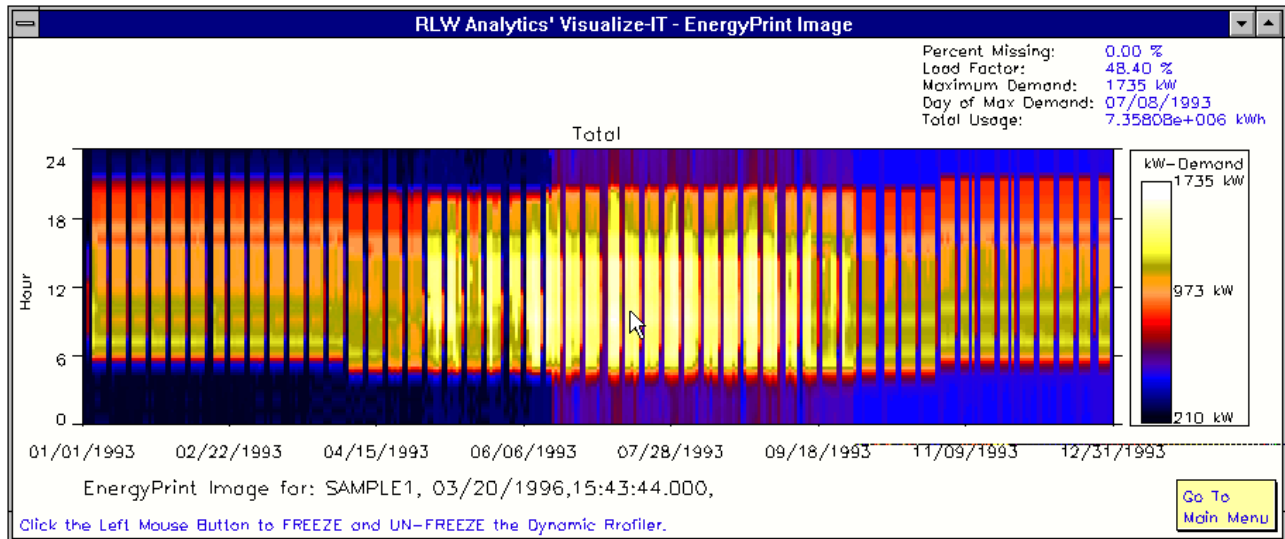 RLW Analytics' Visualize-IT - EnergyPrint Image
Percent Missing: 0.00 %
Load Factor: 48.40 %
Maximum Demand: 1735 kW
Day of Max Demand: 07/08/1993
Total Usage: 7.35808e+006 kWh
Total
24
18
Hour
12
6
0
kW-Demand
1735 kW
973 kW
210 kW
01/01/1993 02/22/1993 04/15/1993 06/06/1993 07/28/1993 09/18/1993 11/09/1993 12/31/1993
EnergyPrint Image for: SAMPLE1, 03/20/1996,15:43:44.000,
Click the Left Mouse Button to FREEZE and UN-FREEZE the Dynamic Rrofiler.
Go To
Main Menu